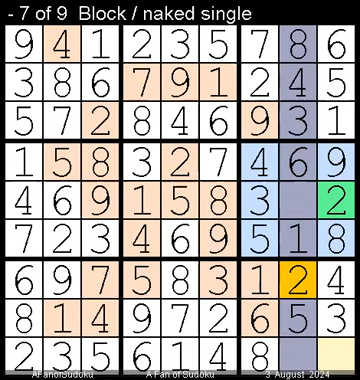 - 7 of 9 Block / naked single
9 4 1 2 3 5 7 8 6
3 8 6 7 9 1 2 4 5
5 7 2 8 4 6 9 3 1
1 5 8 3 2 7 4 6 9
4 6 9 1 5 8 3 2
7 2 3 4 6 9 5 1 8
6 9 7 5 8 3 1 2 4
8 1 4 9 7 2 6 5 3
2 3 5 6 1 4 8
AFanofSudoku A Fan of Sudoku 3 August 2024